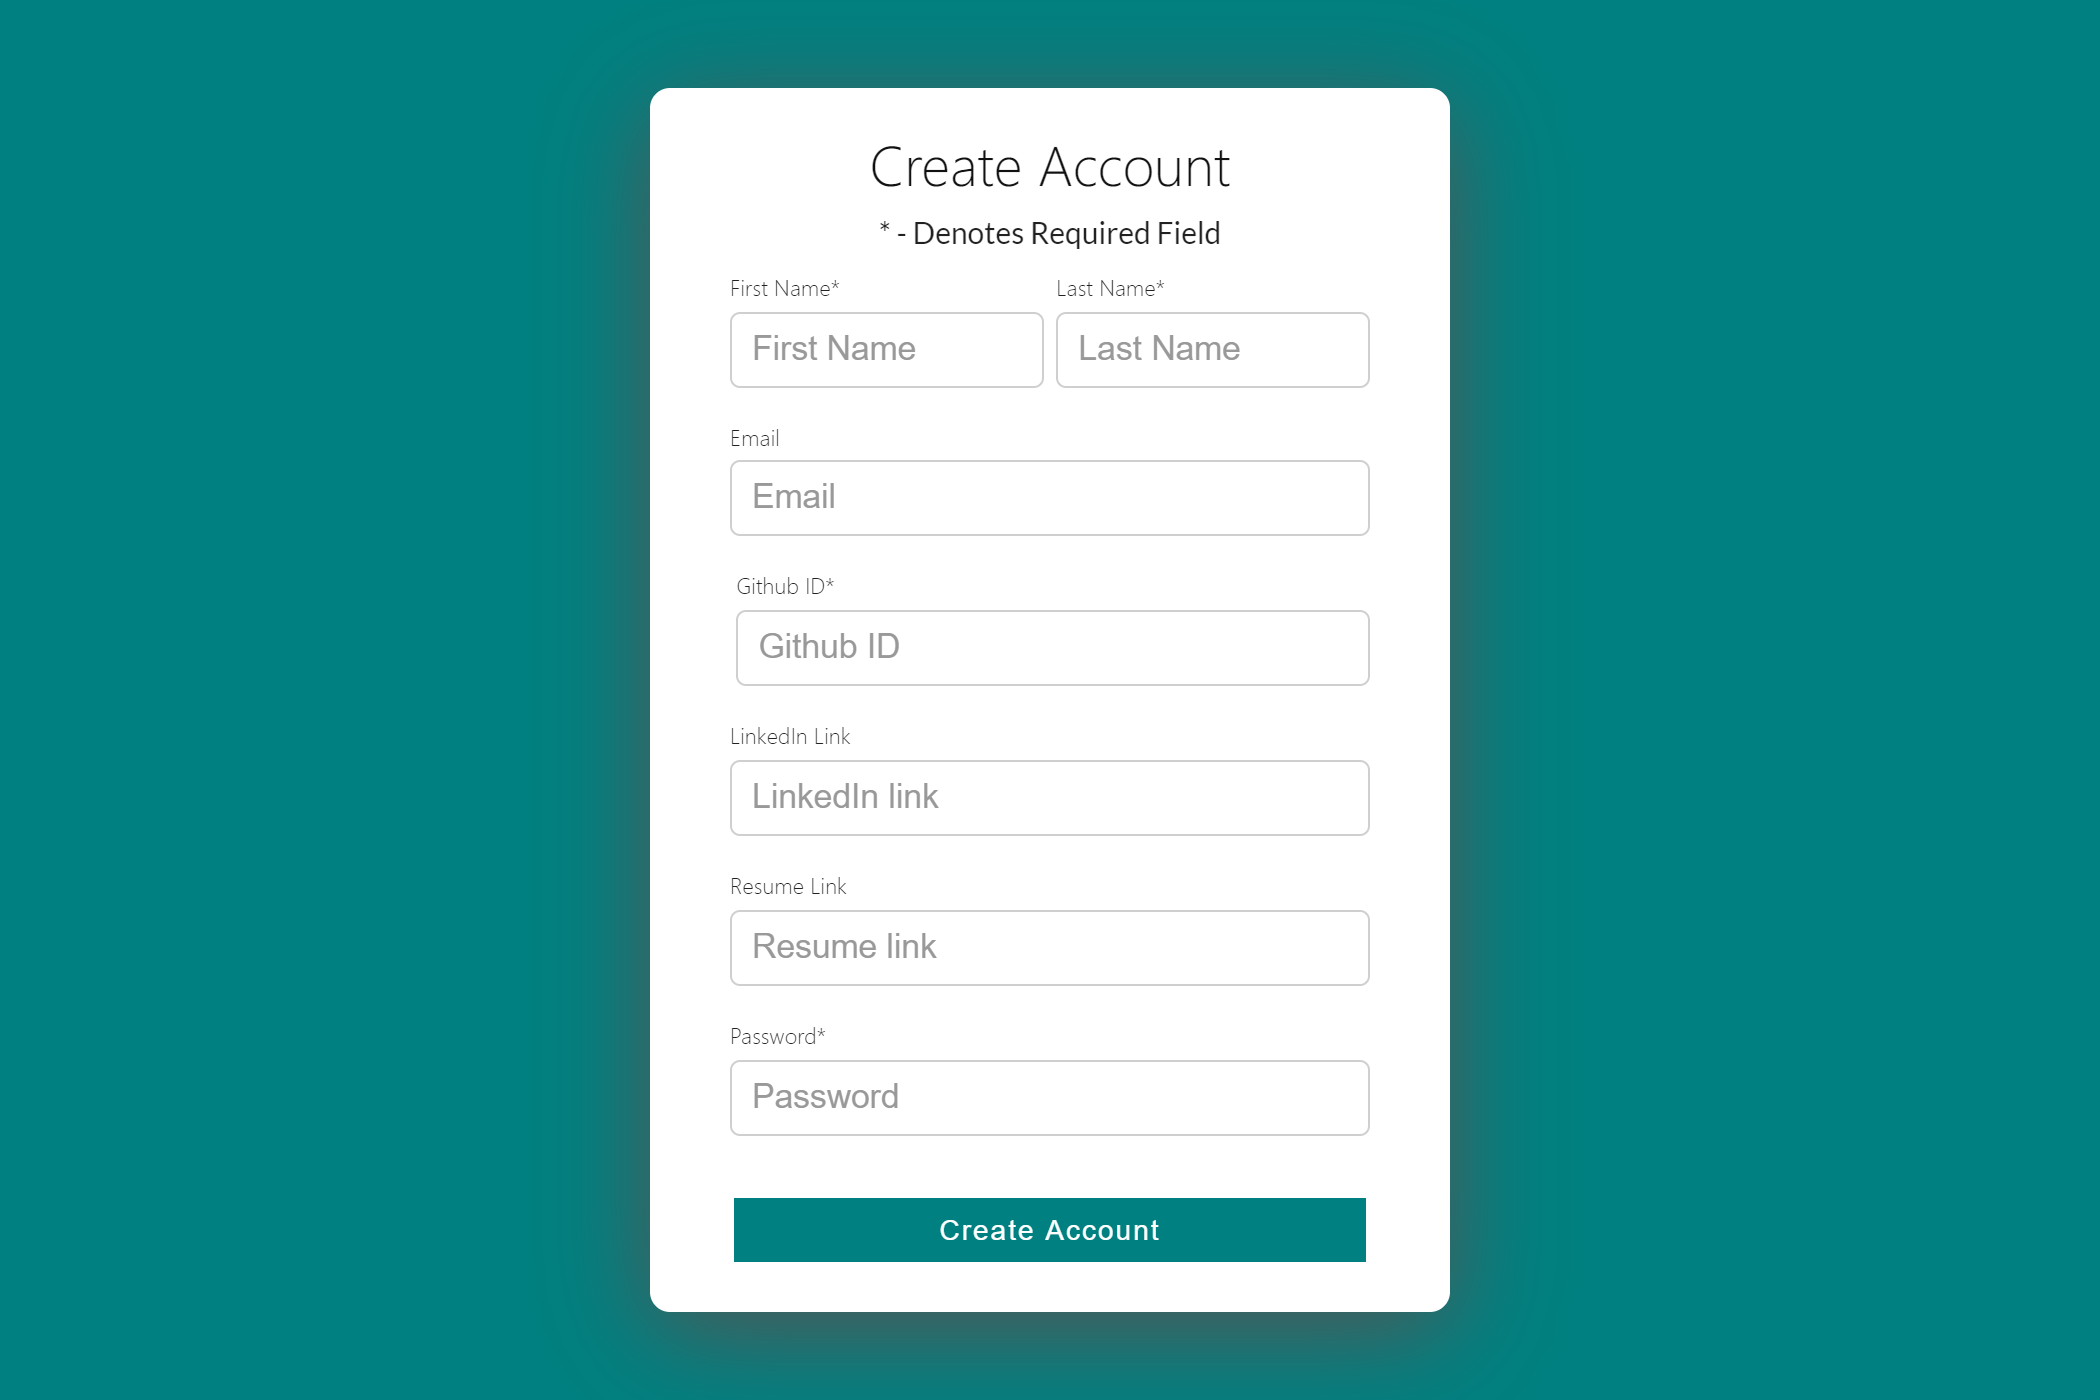 Create Account
* - Denotes Required Field
First Name* Last Name*
First Name Last Name
Email
Email
Github ID*
Github ID
LinkedIn Link
LinkedIn link
Resume Link
Resume link
Password*
Password
Create Account